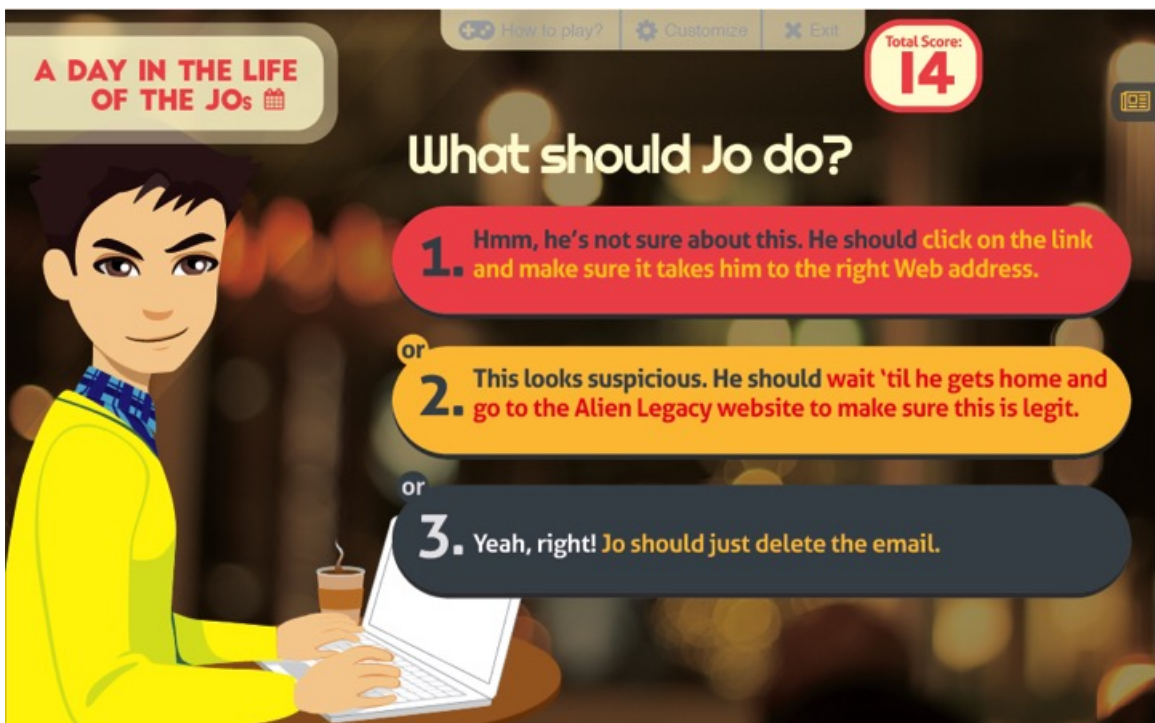 How to play?
Customize
Exit
A DAY IN THE LIFE
OF THE JOs
Total Score:
14
What should Jo do?
1. Hmm, he's not sure about this. He should click on the link
and make sure it takes him to the right Web address.
or
2. This looks suspicious. He should wait ‘til he gets home and
go to the Alien Legacy website to make sure this is legit.
or
3. Yeah, right! Jo should just delete the email.